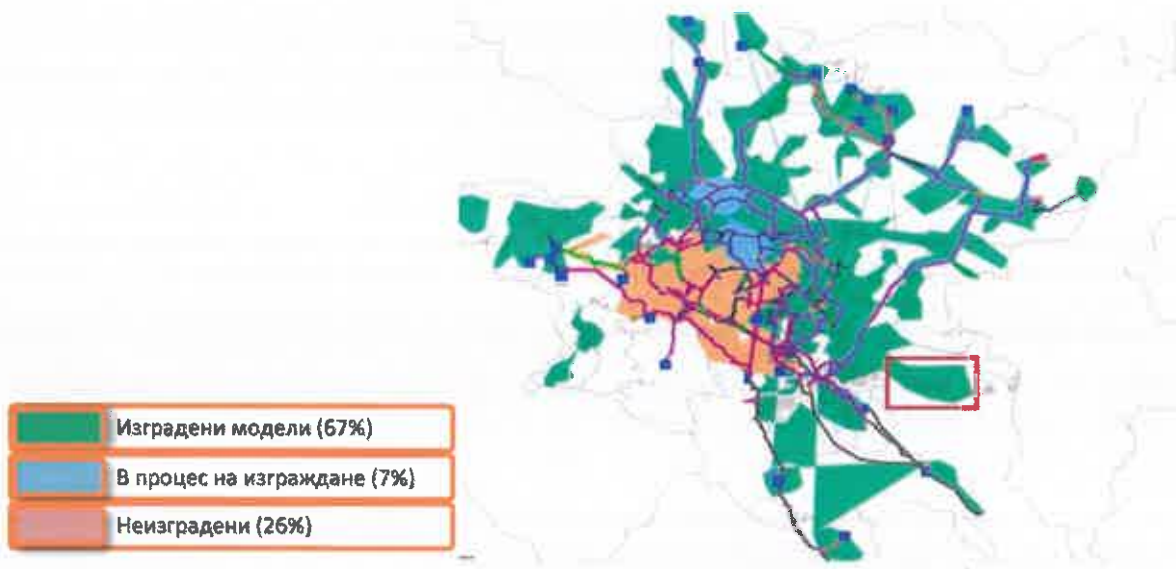 Изградени модели (67%)
В процес на изграждане (7%)
Неизградени (26%)